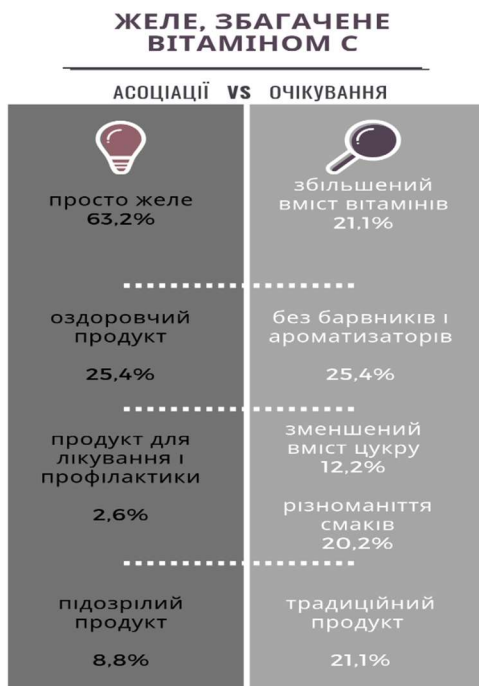 ЖЕЛЕ, ЗБАГАЧЕНЕ
ВІТАМІНОМ С
АСОЦІАЦІЇ VS ОЧІКУВАННЯ
просто желе
63,2%
оздоровчий
продукт
25,4%
продукт для
лікування і
профілактики
2,6%
підозрілий
продукт
8,8%
збільшений
вміст вітамінів
21,1%
без барвників і
ароматизаторів
25,4%
зменшений
вміст цукру
12,2%
різноманіття
смаків
20,2%
традиційний
продукт
21,1%